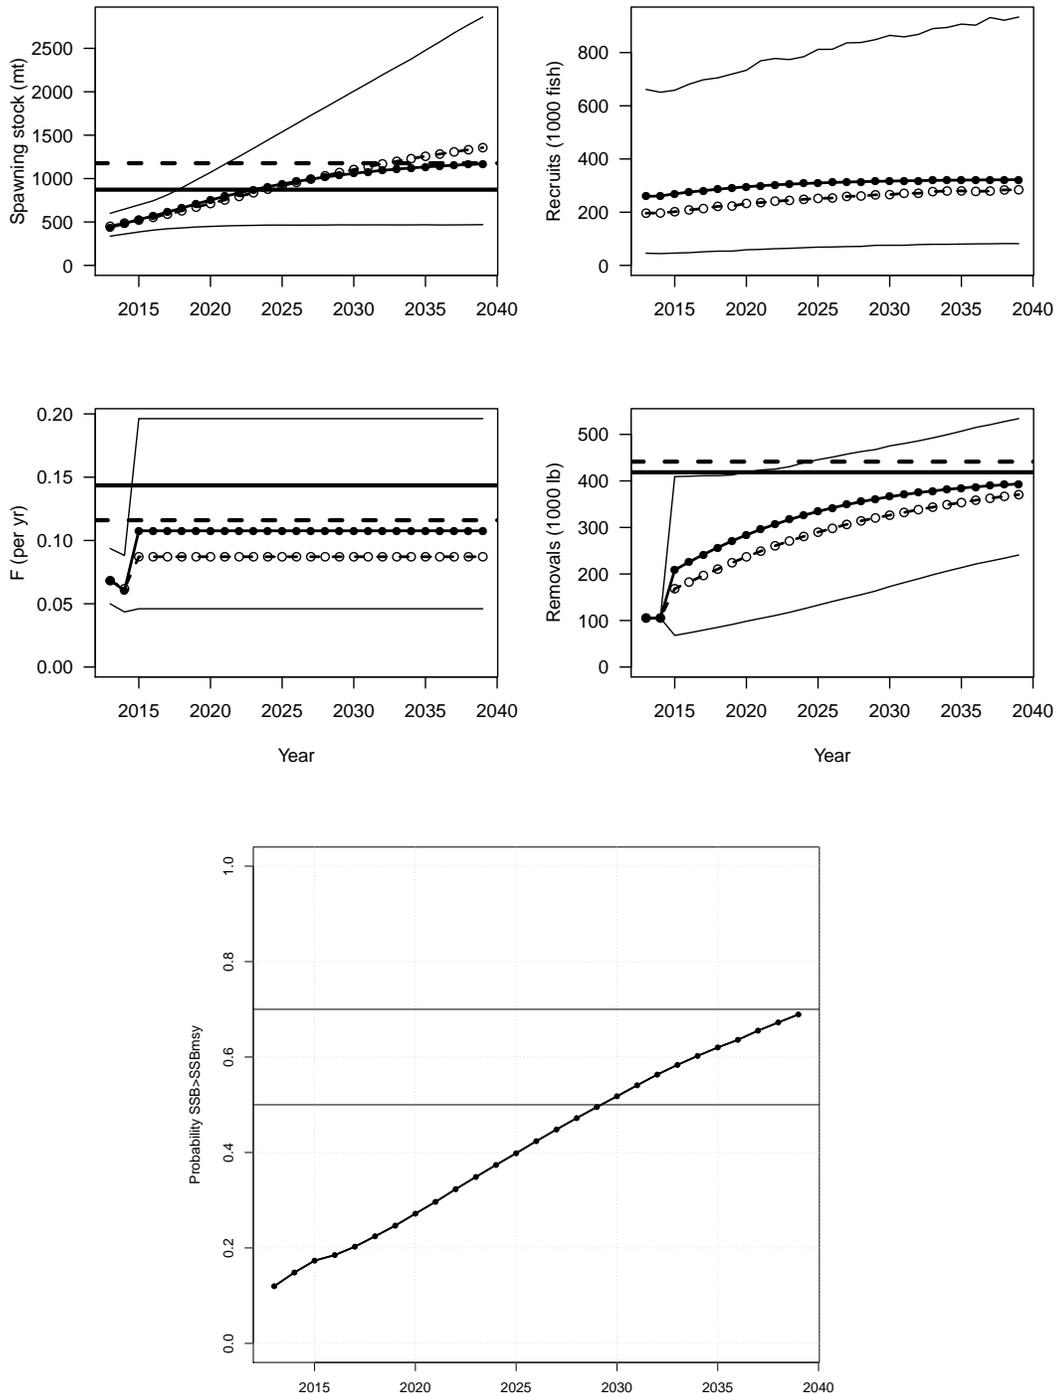 Spawning stock (mt)
2500
2000
1500
1000
500
0
2015 2020 2025 2030 2035 2040
Recruits (1000 fish)
800
600
400
200
0
2015 2020 2025 2030 2035 2040
F (per yr)
0.20
0.15
0.10
0.05
0.00
2015 2020 2025 2030 2035 2040
Year
Removals (1000 lb)
500
400
300
200
100
0
2015 2020 2025 2030 2035 2040
Year
Probability SSB>SSBmsy
1.0
0.8
0.6
0.4
0.2
0.0
2015 2020 2025 2030 2035 2040